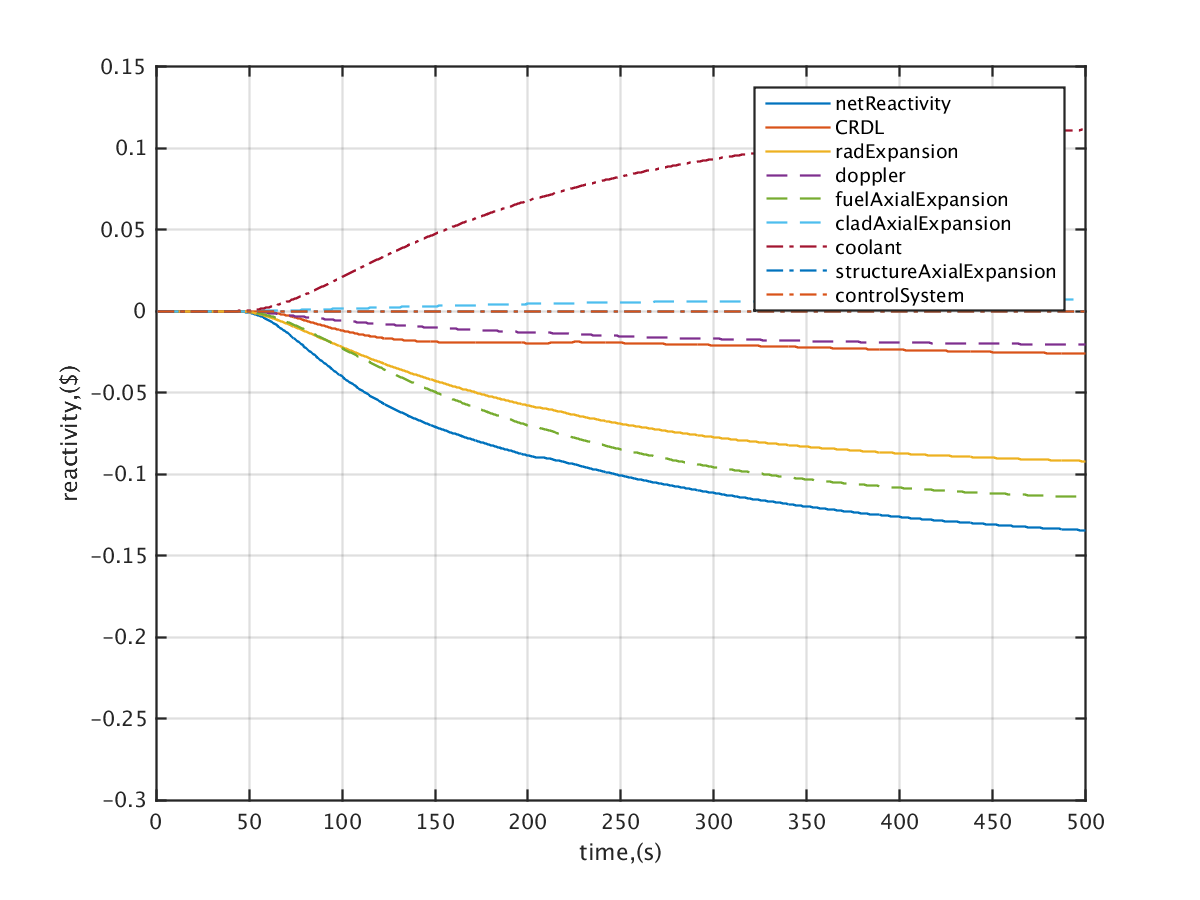 0.15
0.1
0.05
0
-0.05
-0.1
-0.15
-0.2
-0.25
-0.3
reactivity,($)
netReactivity
CRDL
radExpansion
doppler
fuelAxialExpansion
cladAxialExpansion
coolant
structureAxialExpansion
controlSystem
0 50 100 150 200 250 300 350 400 450 500
time,(s)